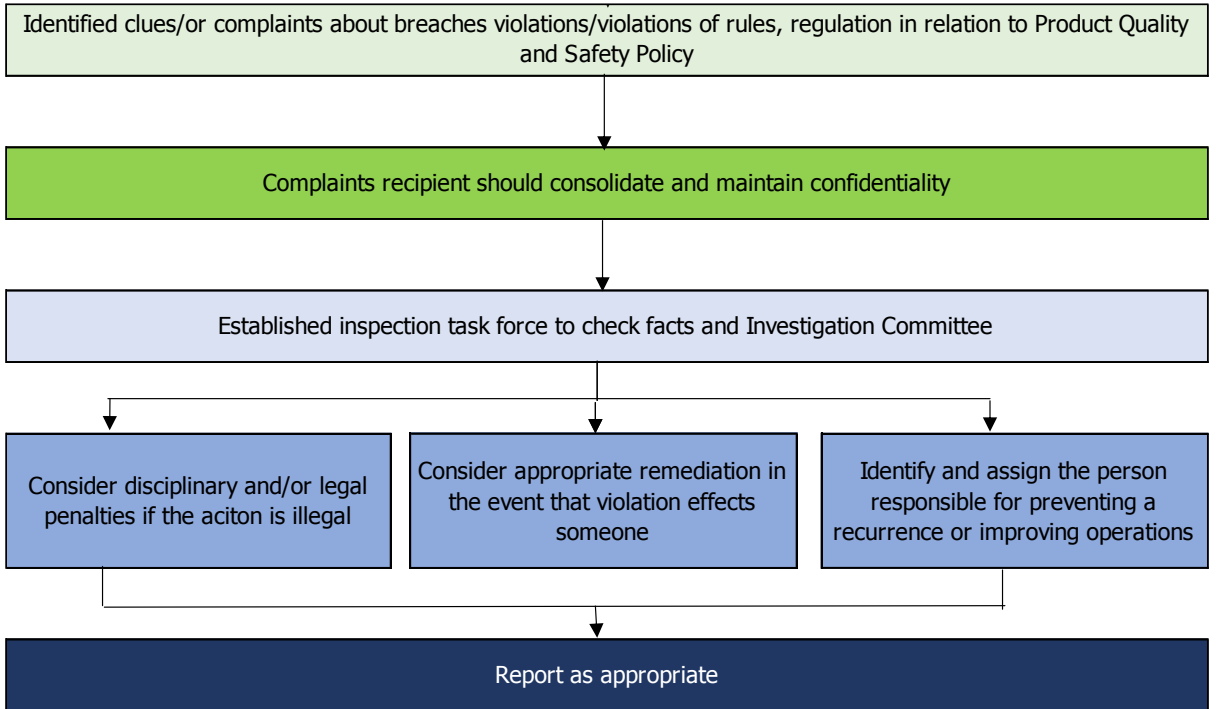 Identified clues/or complaints about breaches violations/violations of rules, regulation in relation to Product Quality
and Safety Policy
Complaints recipient should consolidate and maintain confidentiality
Established inspection task force to check facts and Investigation Committee
Consider disciplinary and/or legal
penalties if the aciton is illegal
Consider appropriate remediation in
the event that violation effects
someone
Identify and assign the person
responsible for preventing a
recurrence or improving operations
Report as appropriate